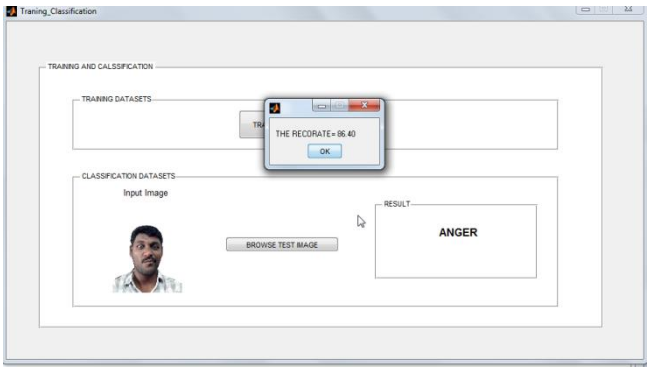 Traning_Classification
TRAINING AND CALSSIFICATION
TRAINING DATASETS
THE RECORATE= 86.40
OK
CLASSIFICATION DATASETS
Input Image
BROWSE TEST IMAGE
RESULT
ANGER